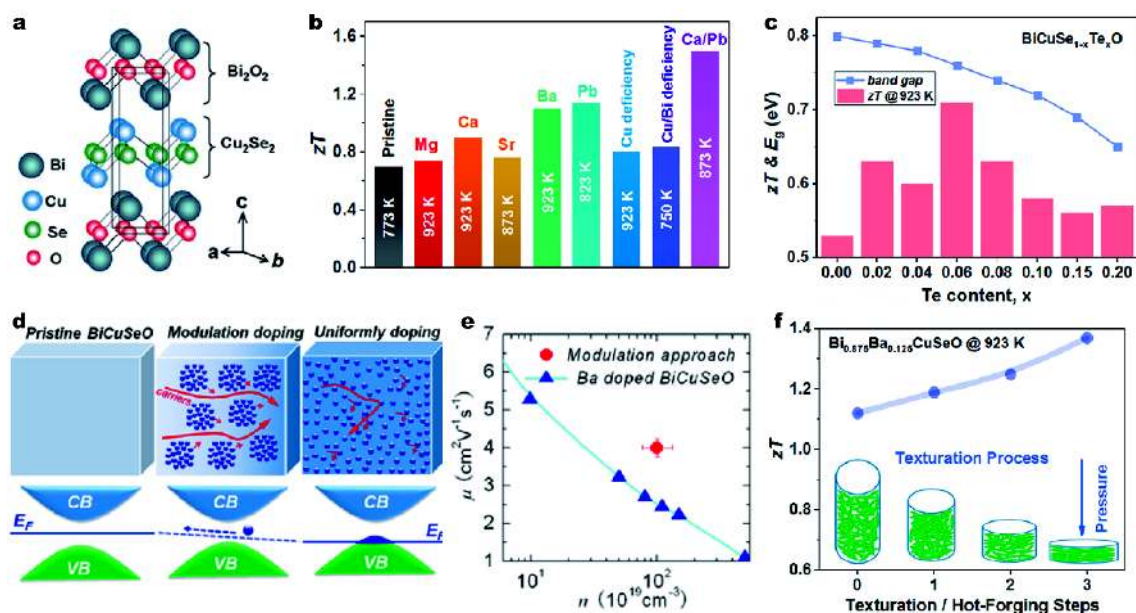 a
Bi₂O₂
Cu₂Se₂
Bi
Cu
Se
O
c
a
b
b
zT
1.6
1.2
0.8
0.4
0.0
Pristine
773 K
Mg
923 K
Ca
923 K
Sr
873 K
Ba
923 K
Pb
823 K
Cu deficiency
923 K
Cu/Bi deficiency
750 K
Ca/Pb
873 K
c
BiCuSe₁₋ₓTeₓO
band gap
zT @ 923 K
zT & Eg (eV)
0.8
0.7
0.6
0.5
0.00 0.02 0.04 0.06 0.08 0.10 0.15 0.20
Te content, x
d
Pristine BiCuSeO
Modulation doping
Uniformly doping
carriers
CB
CB
CB
EF
EF
VB
VB
VB
e
Modulation approach
Ba doped BiCuSeO
μ (cm²V⁻¹s⁻¹)
7
6
5
4
3
2
1
10¹ 10²
n (10¹⁹cm⁻³)
f
Bi₀.₈₇₅Ba₀.₁₂₅CuSeO @ 923 K
zT
1.4
1.2
1.0
0.8
0.6
Texturation Process
Pressure
0 1 2 3
Texturation / Hot-Forging Steps